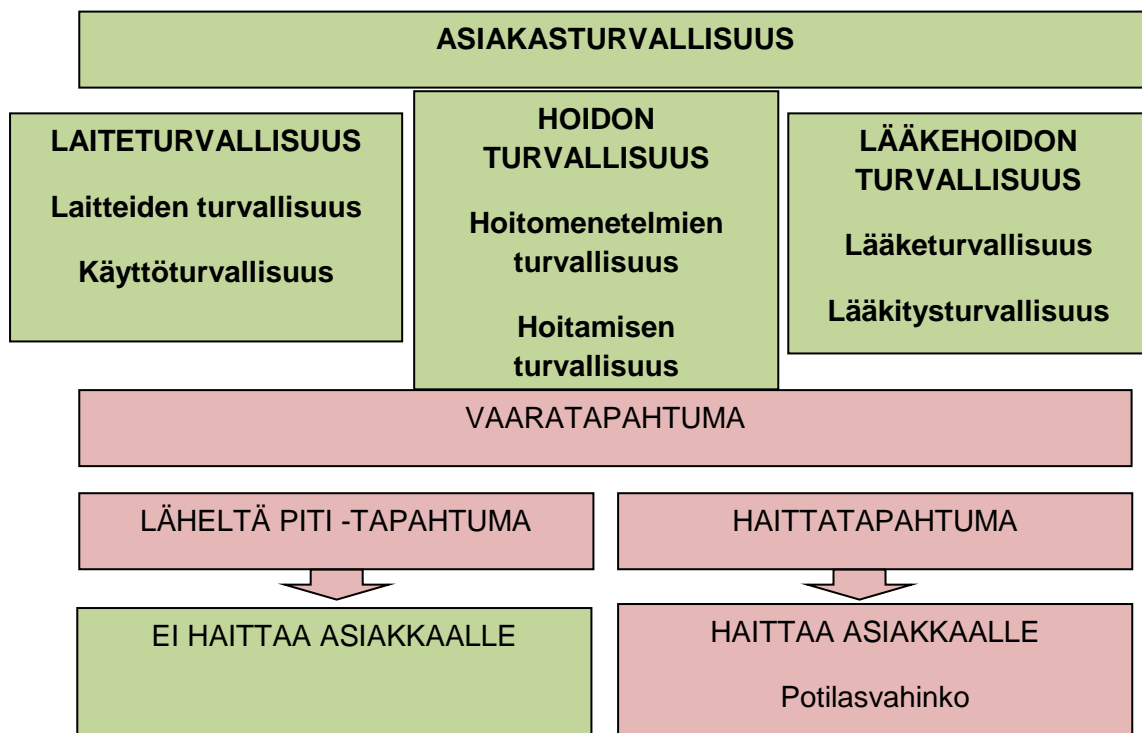 ASIAKASTURVALLISUUS
LAITETURVALLISUUS
Laitteiden turvallisuus
Käyttöturvallisuus
HOIDON
TURVALLISUUS
Hoitomenetelmien
turvallisuus
Hoitamisen
turvallisuus
LÄÄKEHOIDON
TURVALLISUUS
Lääketurvallisuus
Lääkitysturvallisuus
VAARATAPAHTUMA
LÄHELTÄ PITI -TAPAHTUMA
HAITTATAPAHTUMA
EI HAITTAA ASIAKKAALLE
HAITTAA ASIAKKAALLE
Potilasvahinko